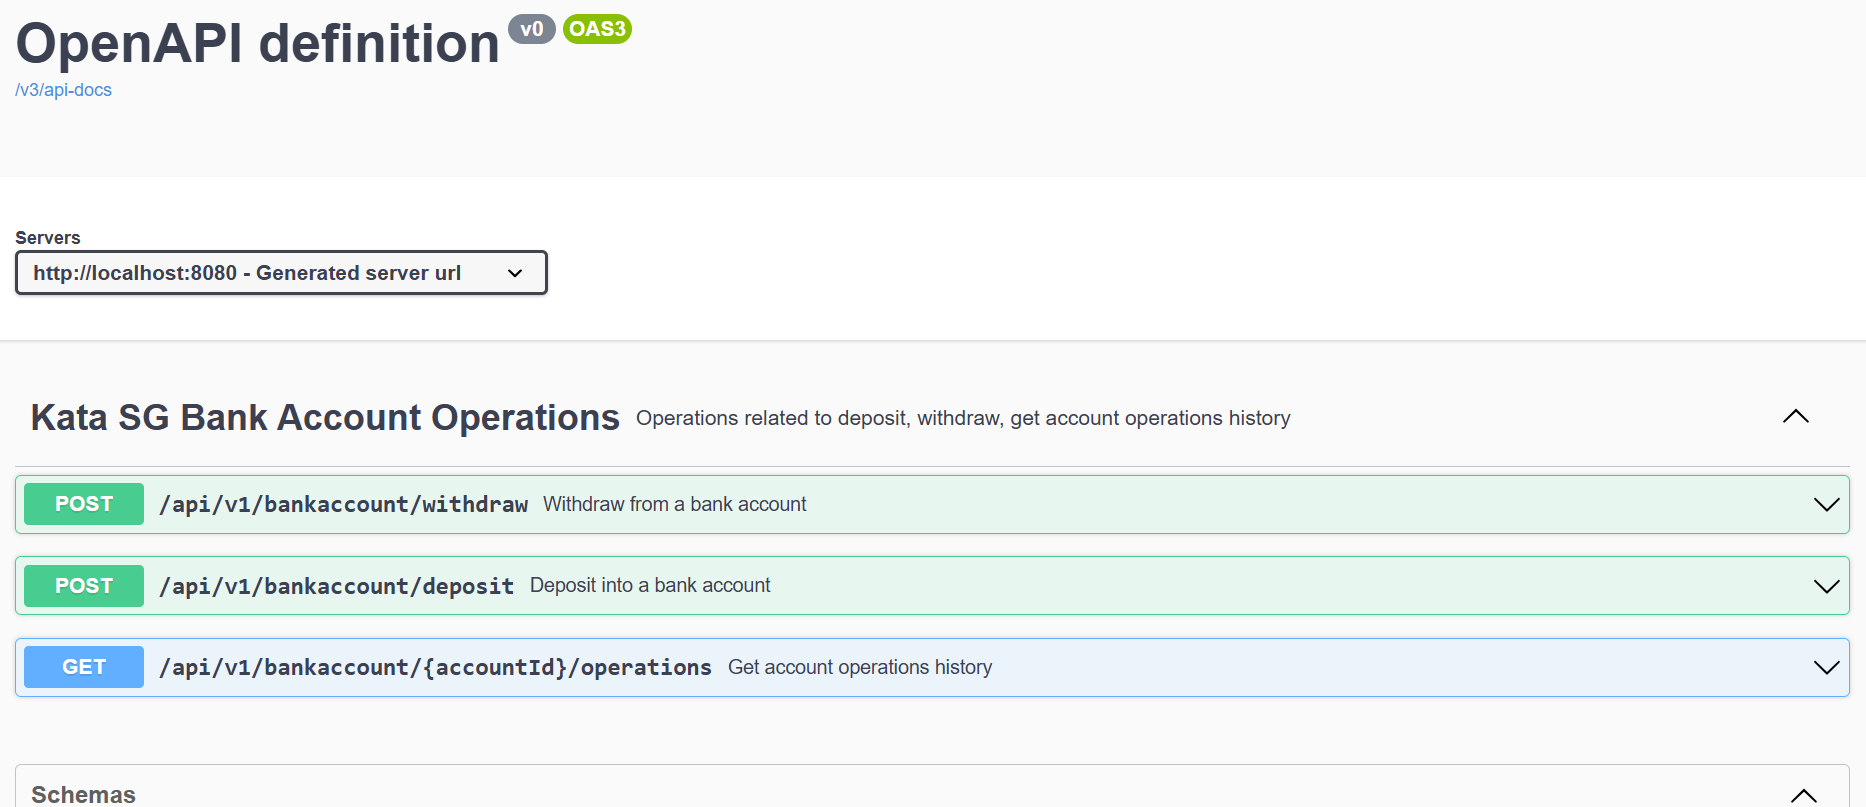 OpenAPI definition v0 OAS3
/v3/api-docs
Servers
http://localhost:8080 - Generated server url
Kata SG Bank Account Operations Operations related to deposit, withdraw, get account operations history
POST /api/v1/bankaccount/withdraw Withdraw from a bank account
POST /api/v1/bankaccount/deposit Deposit into a bank account
GET /api/v1/bankaccount/{accountId}/operations Get account operations history
Schemas